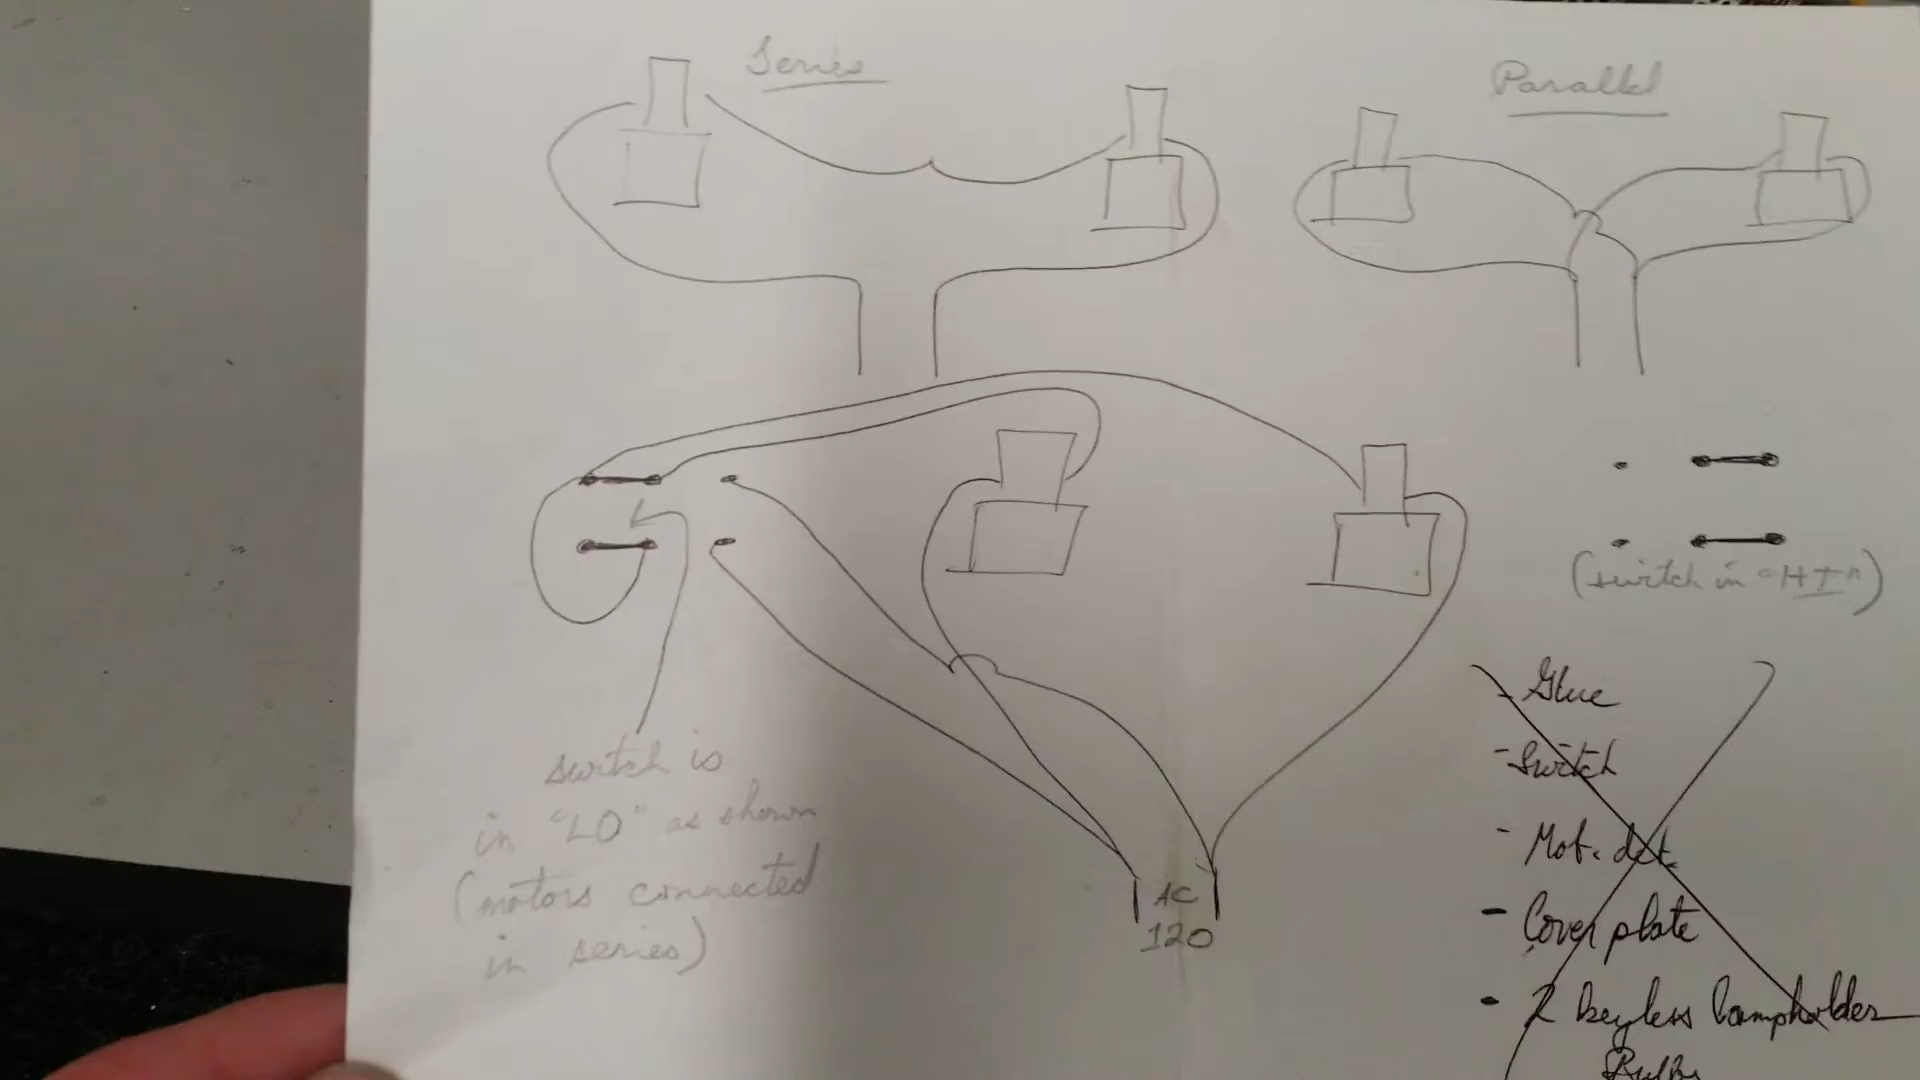 Series
Parallel
(switch in "HI")
switch is
in "LO" as shown
(motors connected
in series)
AC
120
- Glue
- Switch
- Mot. det.
- Cover plate
- 2 keyless lampholder
Bulbs